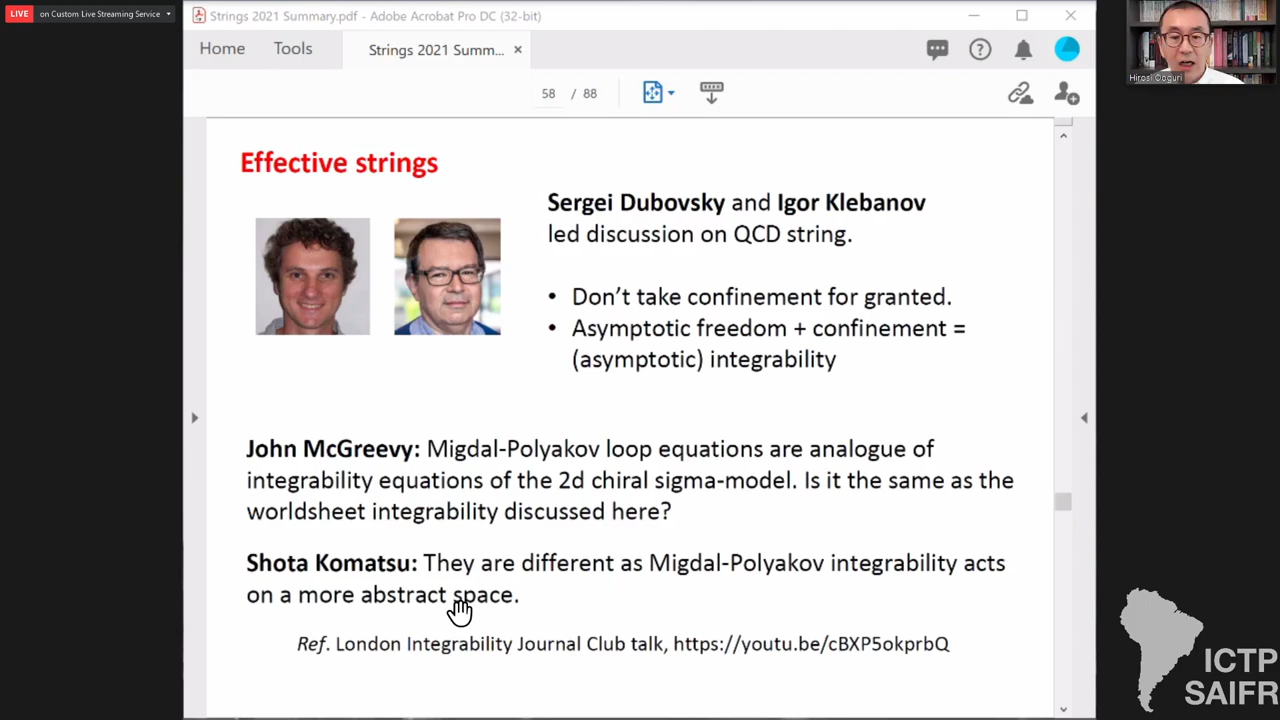 LIVE on Custom Live Streaming Service
Strings 2021 Summary.pdf - Adobe Acrobat Pro DC (32-bit)
Home Tools Strings 2021 Summ... ×
58 / 88
Hirosi Ooguri
Effective strings
Sergei Dubovsky and Igor Klebanov
led discussion on QCD string.
• Don’t take confinement for granted.
• Asymptotic freedom + confinement =
(asymptotic) integrability
John McGreevy: Migdal-Polyakov loop equations are analogue of
integrability equations of the 2d chiral sigma-model. Is it the same as the
worldsheet integrability discussed here?
Shota Komatsu: They are different as Migdal-Polyakov integrability acts
on a more abstract space.
Ref. London Integrability Journal Club talk, https://youtu.be/cBXP5okprbQ
ICTP
SAIFR